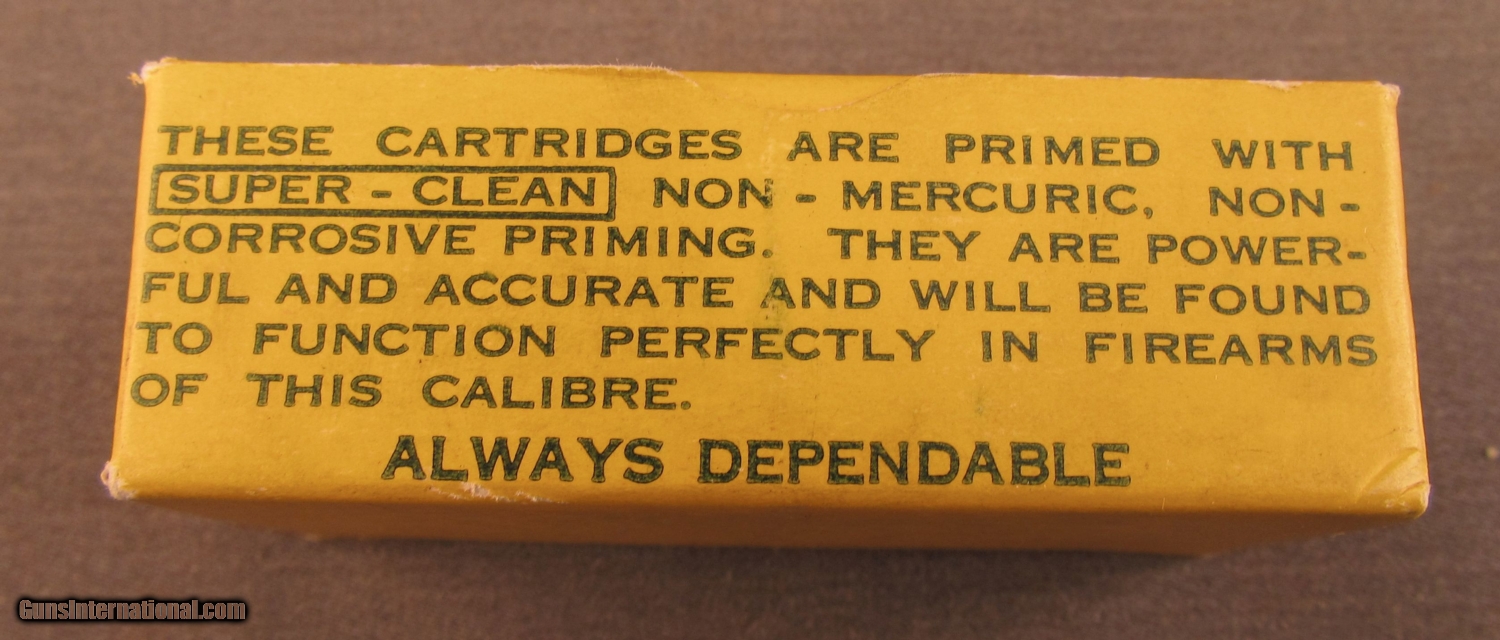 THESE CARTRIDGES ARE PRIMED WITH
SUPER - CLEAN NON - MERCURIC, NON -
CORROSIVE PRIMING. THEY ARE POWER-
FUL AND ACCURATE AND WILL BE FOUND
TO FUNCTION PERFECTLY IN FIREARMS
OF THIS CALIBRE.
ALWAYS DEPENDABLE
GunsInternational.com